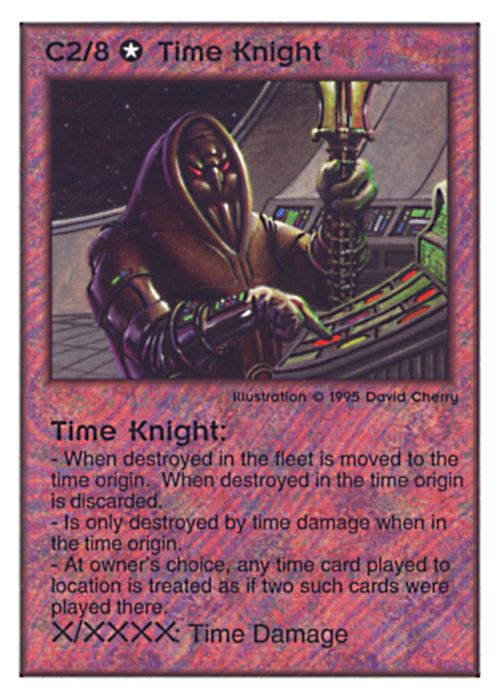 C2/8 ✪ Time Knight
Illustration © 1995 David Cherry
Time Knight:
- When destroyed in the fleet is moved to the
time origin. When destroyed in the time origin
is discarded.
- Is only destroyed by time damage when in
the time origin.
- At owner's choice, any time card played to
location is treated as if two such cards were
played there.
X/XXXX: Time Damage